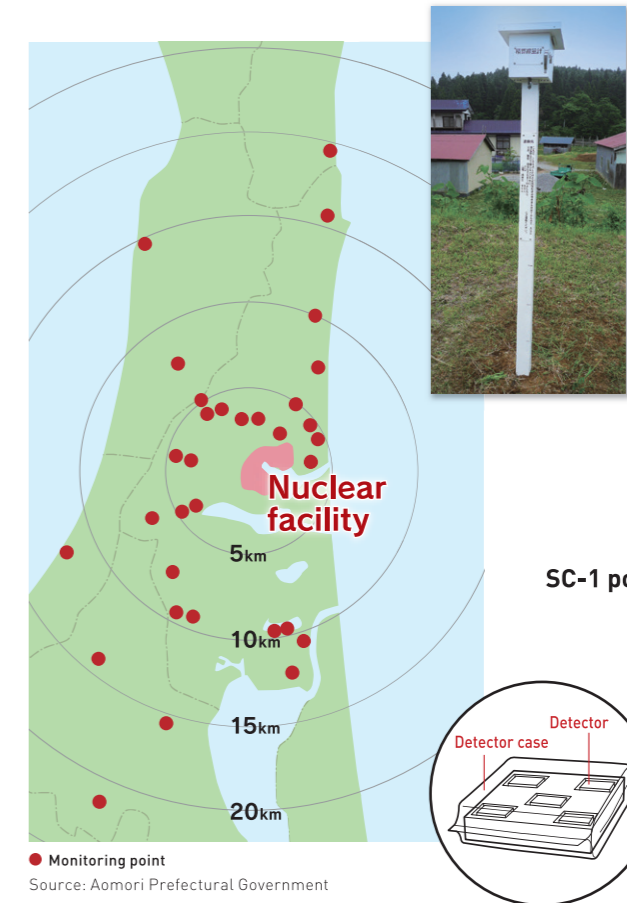 Nuclear
facility
5km
10km
15km
20km
Monitoring point
Source: Aomori Prefectural Government
SC-1 po
Detector
Detector case